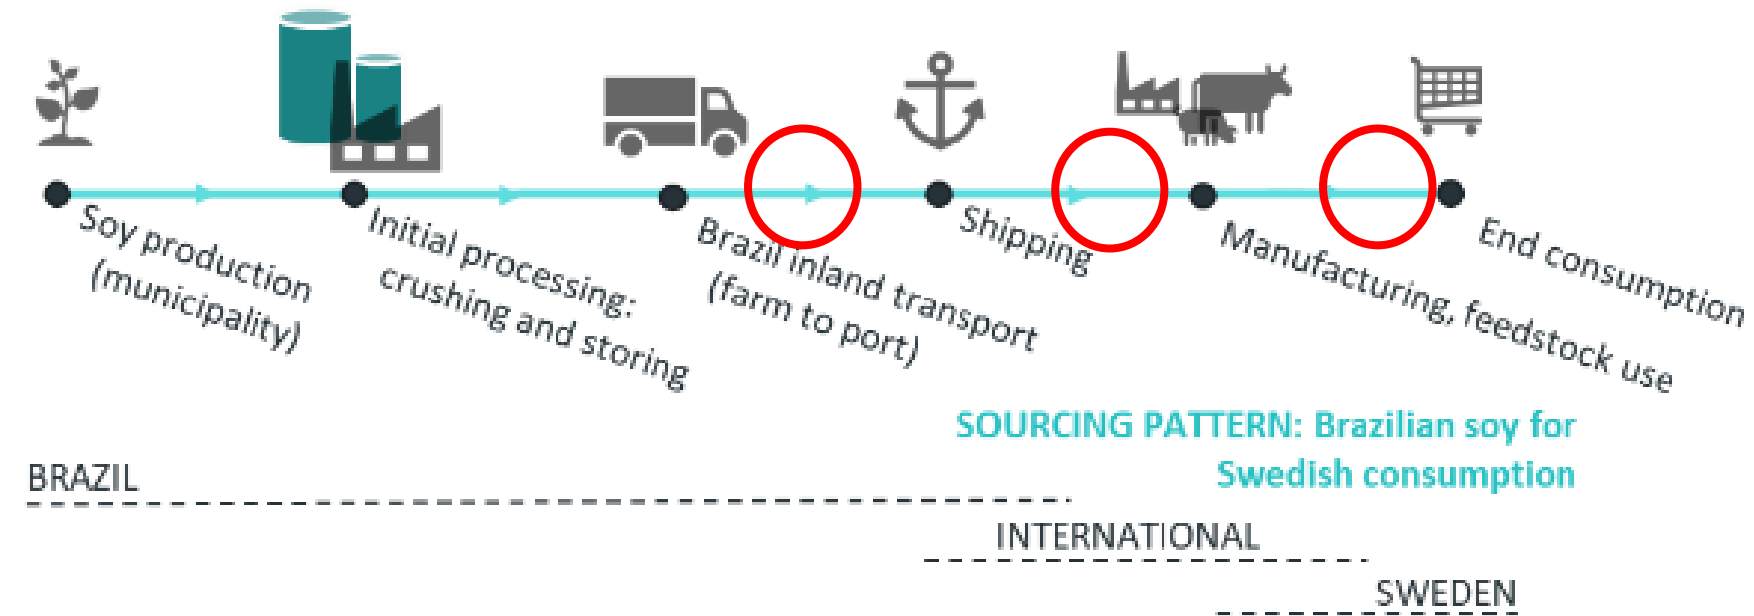 Soy production
(municipality)
Initial processing:
crushing and storing
Brazil inland transport
(farm to port)
Shipping
Manufacturing, feedstock use
End consumption
SOURCING PATTERN: Brazilian soy for
Swedish consumption
BRAZIL
INTERNATIONAL
SWEDEN